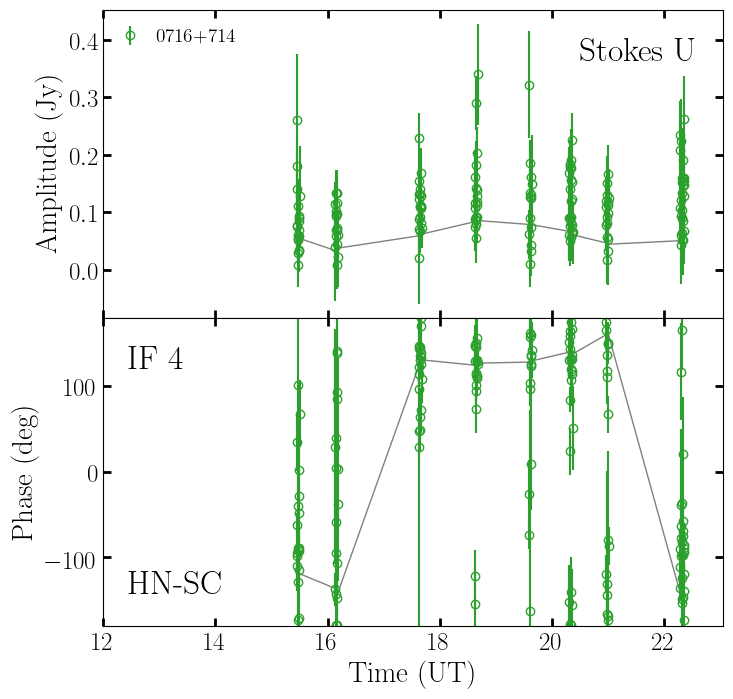 0716+714
Stokes U
0.4
0.3
0.2
0.1
0.0
Amplitude (Jy)
IF 4
100
0
−100
Phase (deg)
HN-SC
12 14 16 18 20 22
Time (UT)